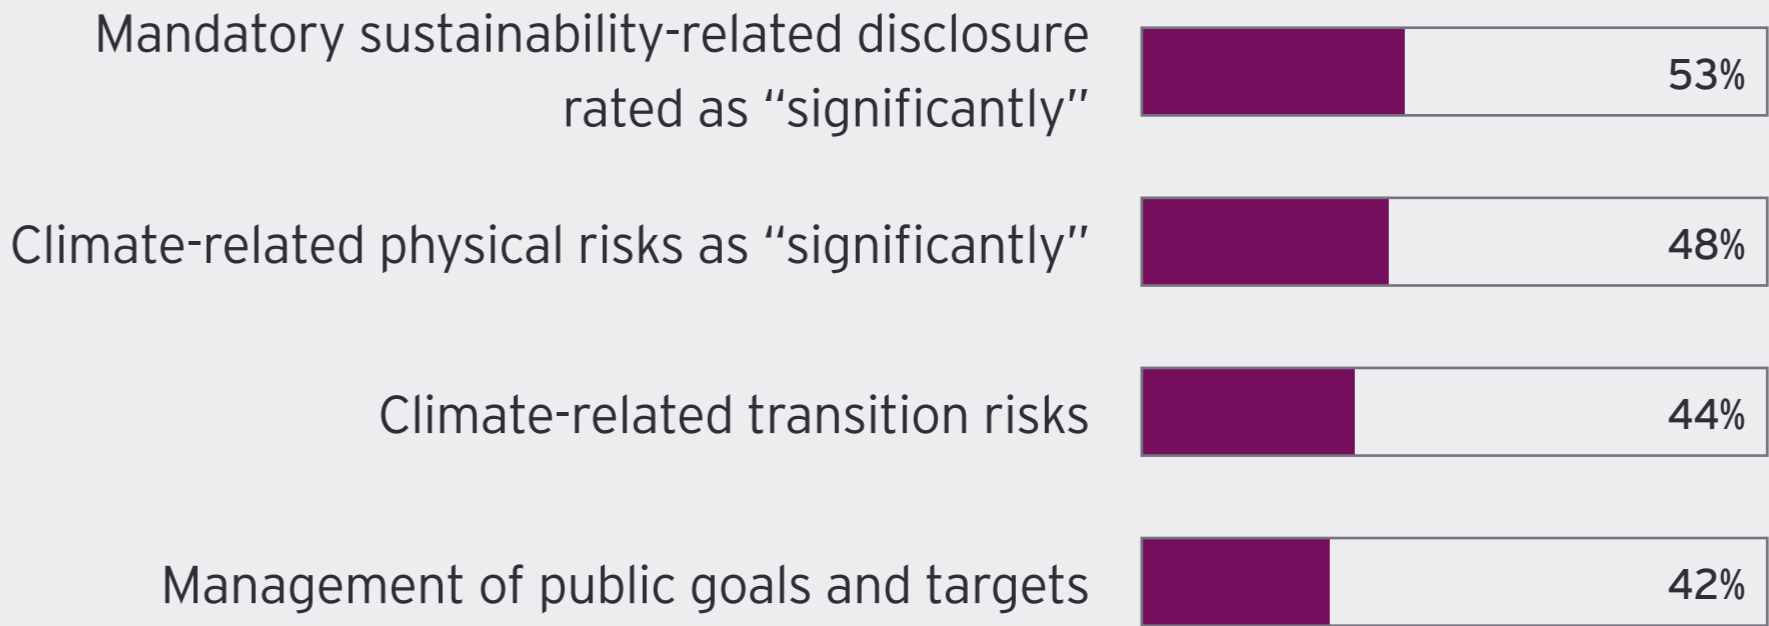 Mandatory sustainability-related disclosure
rated as “significantly”
53%
Climate-related physical risks as “significantly”
48%
Climate-related transition risks
44%
Management of public goals and targets
42%